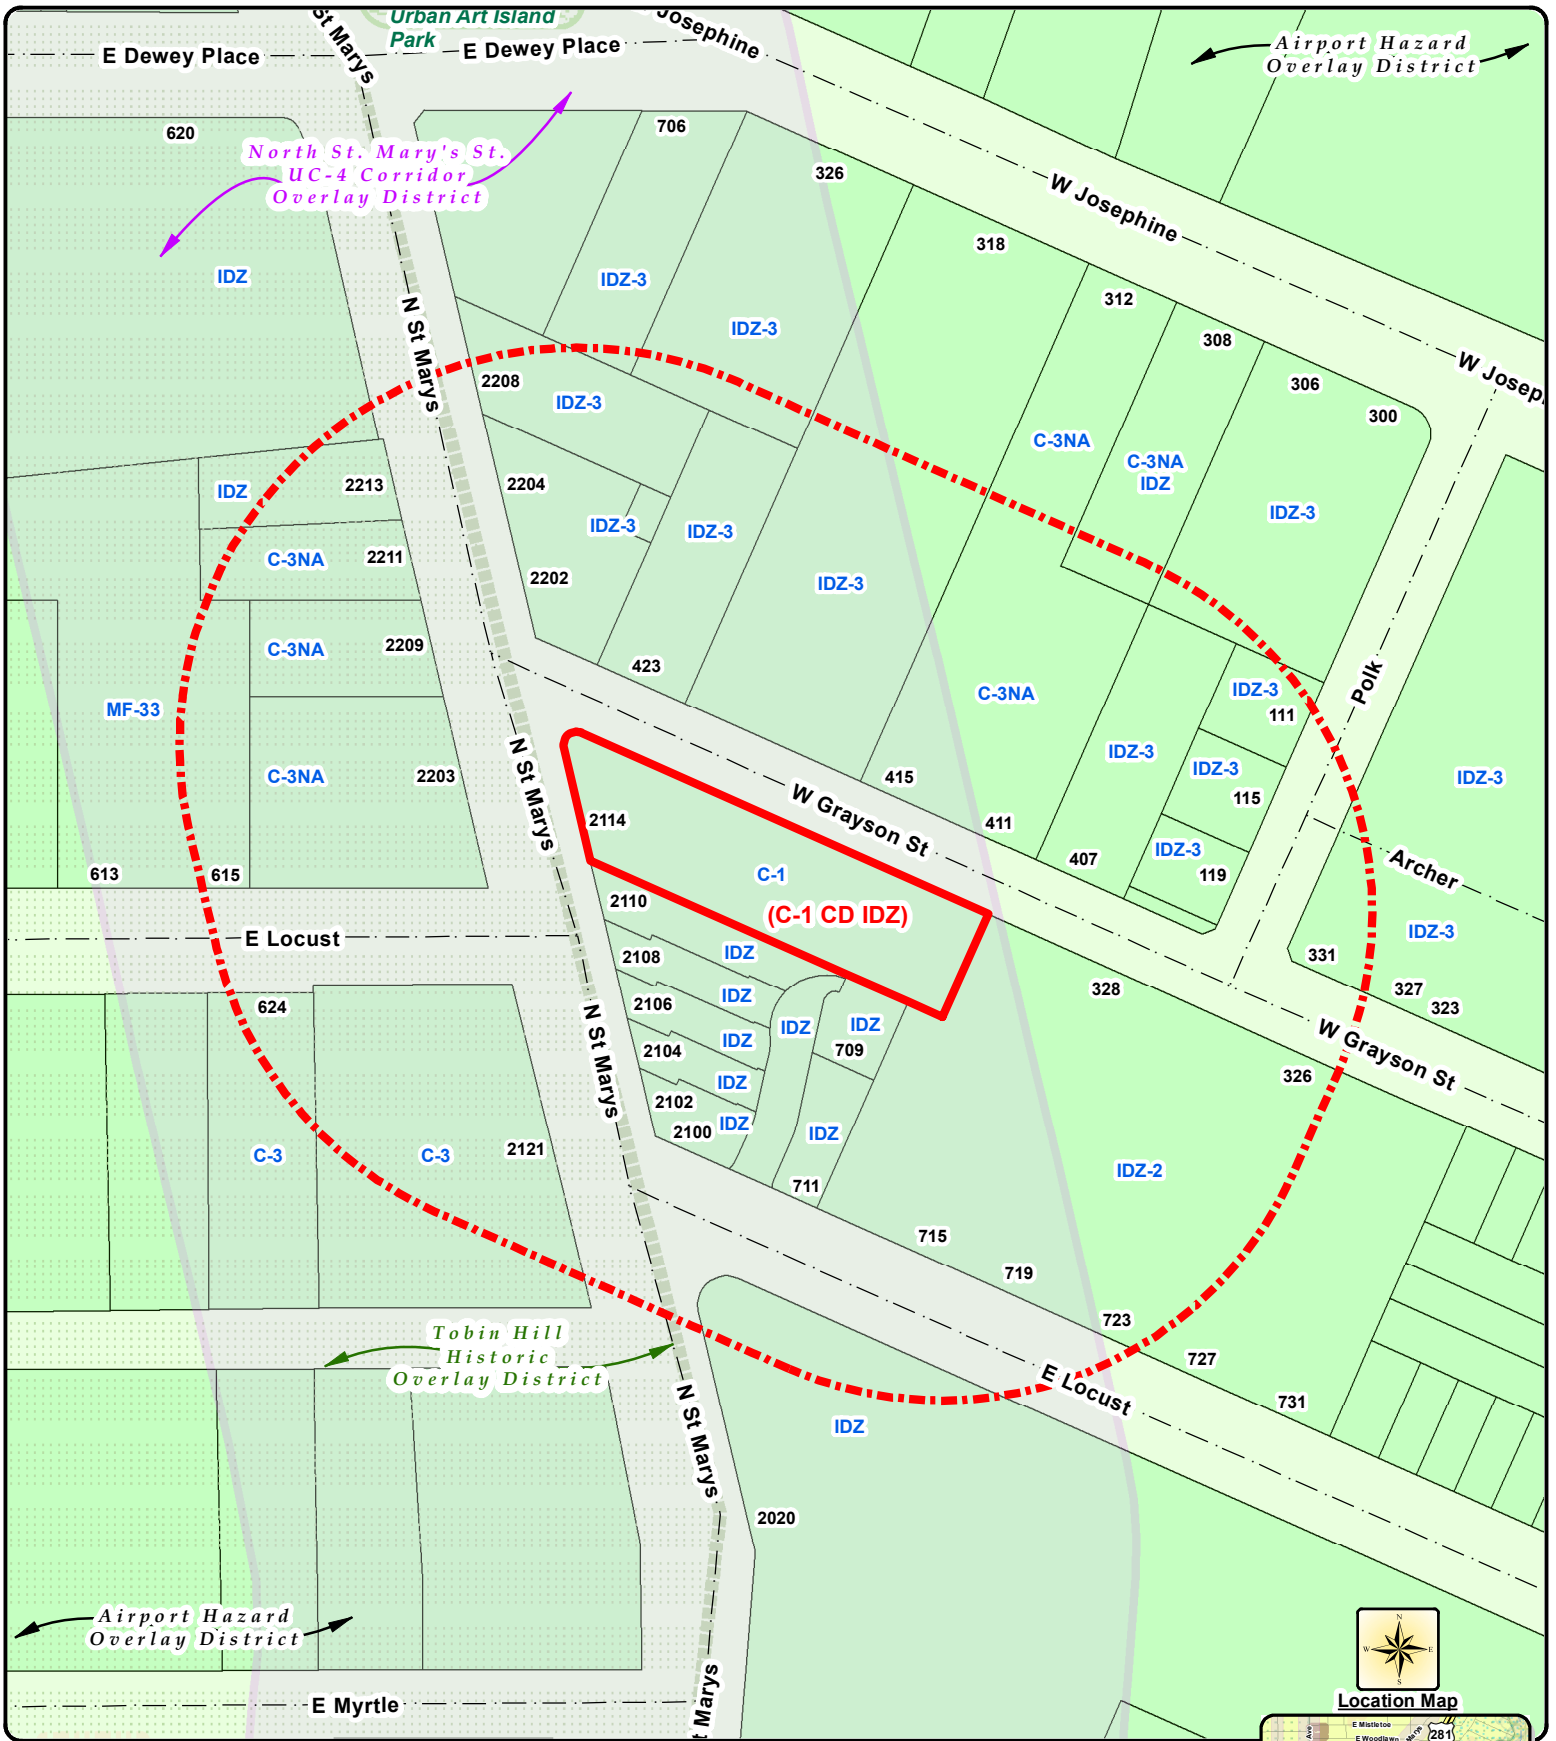 Urban Art Island
Park
St Marys
Josephine
E Dewey Place
E Dewey Place
Airport Hazard
Overlay District
620
706
North St. Mary's St.
UC-4 Corridor
Overlay District
326
W Josephine
318
IDZ
IDZ-3
312
IDZ-3
308
N St Marys
W Josep
2208
306
IDZ-3
300
C-3NA
C-3NA
IDZ
2213
IDZ
2204
IDZ-3
IDZ-3
IDZ-3
C-3NA
2211
2202
IDZ-3
C-3NA
2209
423
Polk
IDZ-3
C-3NA
MF-33
111
IDZ-3
IDZ-3
C-3NA
2203
415
IDZ-3
N St Marys
115
2114
W Grayson St
411
IDZ-3
407
Archer
613
615
C-1
119
2110
(C-1 CD IDZ)
IDZ-3
E Locust
2108
IDZ
331
328
327
323
624
2106
IDZ
IDZ
IDZ
N St Marys
2104
IDZ
709
W Grayson St
326
IDZ
2102
2100
IDZ
IDZ
C-3
C-3
2121
IDZ-2
711
715
719
723
Tobin Hill
Historic
Overlay District
727
E Locust
731
N St Marys
IDZ
2020
Airport Hazard
Overlay District
N
W
E
S
E Myrtle
t Marys
Location Map
E Mistletoe
Ave
Marys
281
E Woodlawn